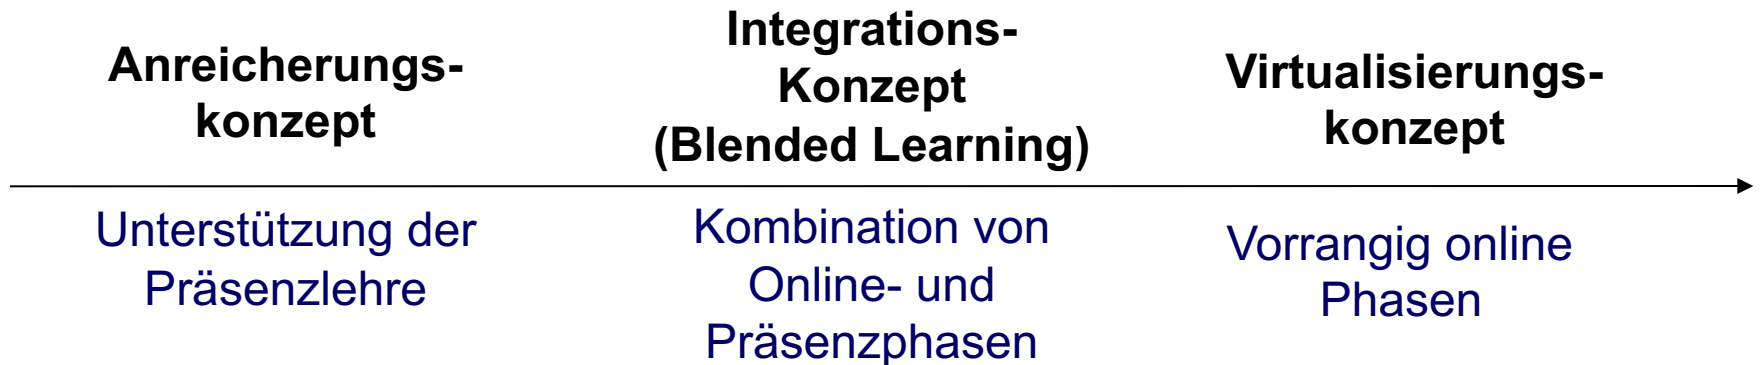 Anreicherungs-
konzept
Integrations-
Konzept
(Blended Learning)
Virtualisierungs-
konzept
Unterstützung der
Präsenzlehre
Kombination von
Online- und
Präsenzphasen
Vorrangig online
Phasen